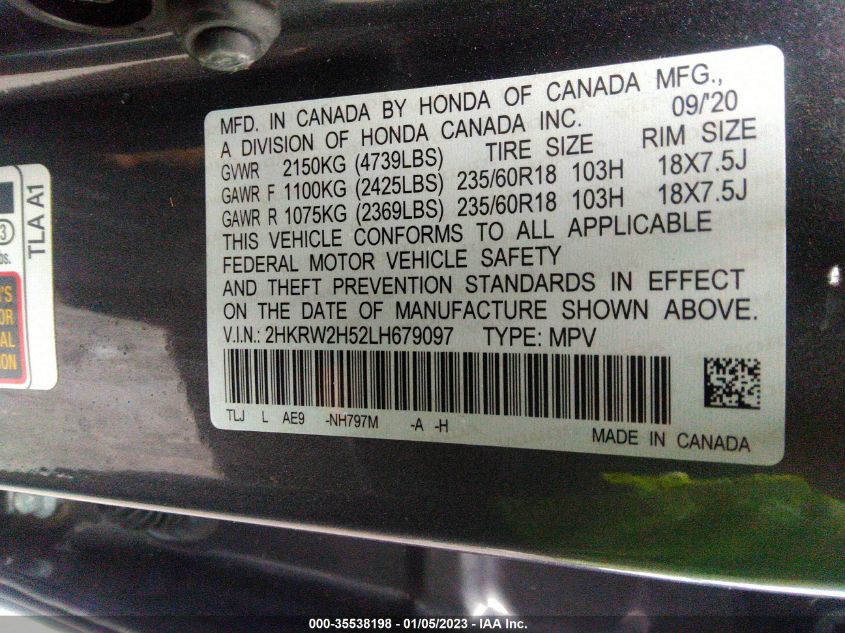 MFD. IN CANADA BY HONDA OF CANADA MFG.,
A DIVISION OF HONDA CANADA INC. 09/'20
GVWR 2150KG (4739LBS) TIRE SIZE RIM SIZE
GAWR F 1100KG (2425LBS) 235/60R18 103H 18X7.5J
GAWR R 1075KG (2369LBS) 235/60R18 103H 18X7.5J
THIS VEHICLE CONFORMS TO ALL APPLICABLE
FEDERAL MOTOR VEHICLE SAFETY
AND THEFT PREVENTION STANDARDS IN EFFECT
ON THE DATE OF MANUFACTURE SHOWN ABOVE.
V.I.N.: 2HKRW2H52LH679097 TYPE: MPV
TLJ L AE9 -NH797M -A -H
MADE IN CANADA
TLA A1
000-35538198 - 01/05/2023 - IAA Inc.